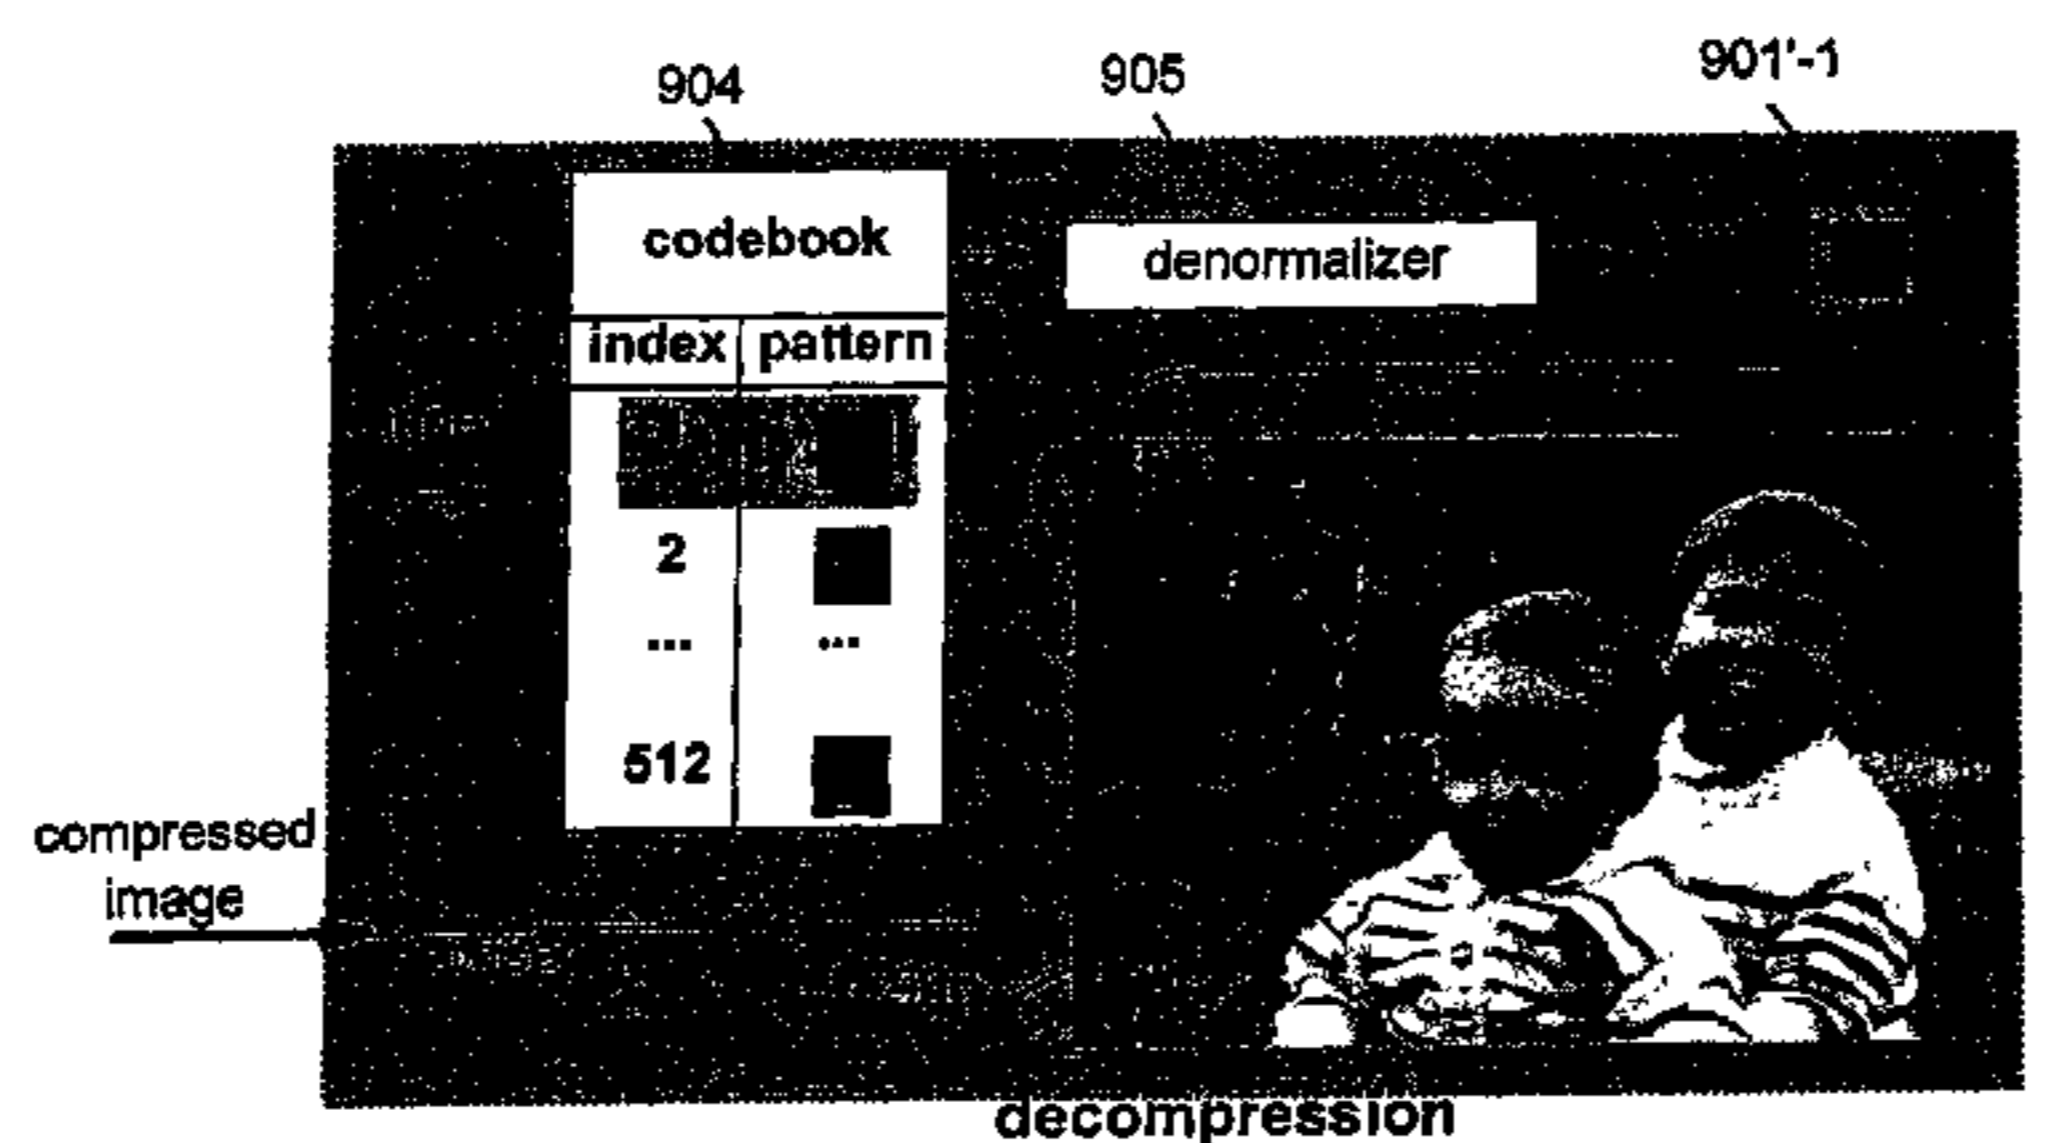 904 905 901'-1
codebook
denormalizer
index pattern
2
... ...
512
compressed
image
decompression